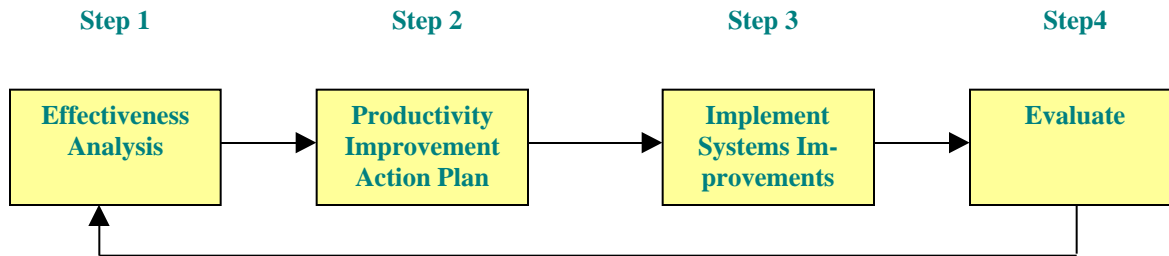 Step 1
Step 2
Step 3
Step4
Effectiveness
Analysis
Productivity
Improvement
Action Plan
Implement
Systems Im-
provements
Evaluate